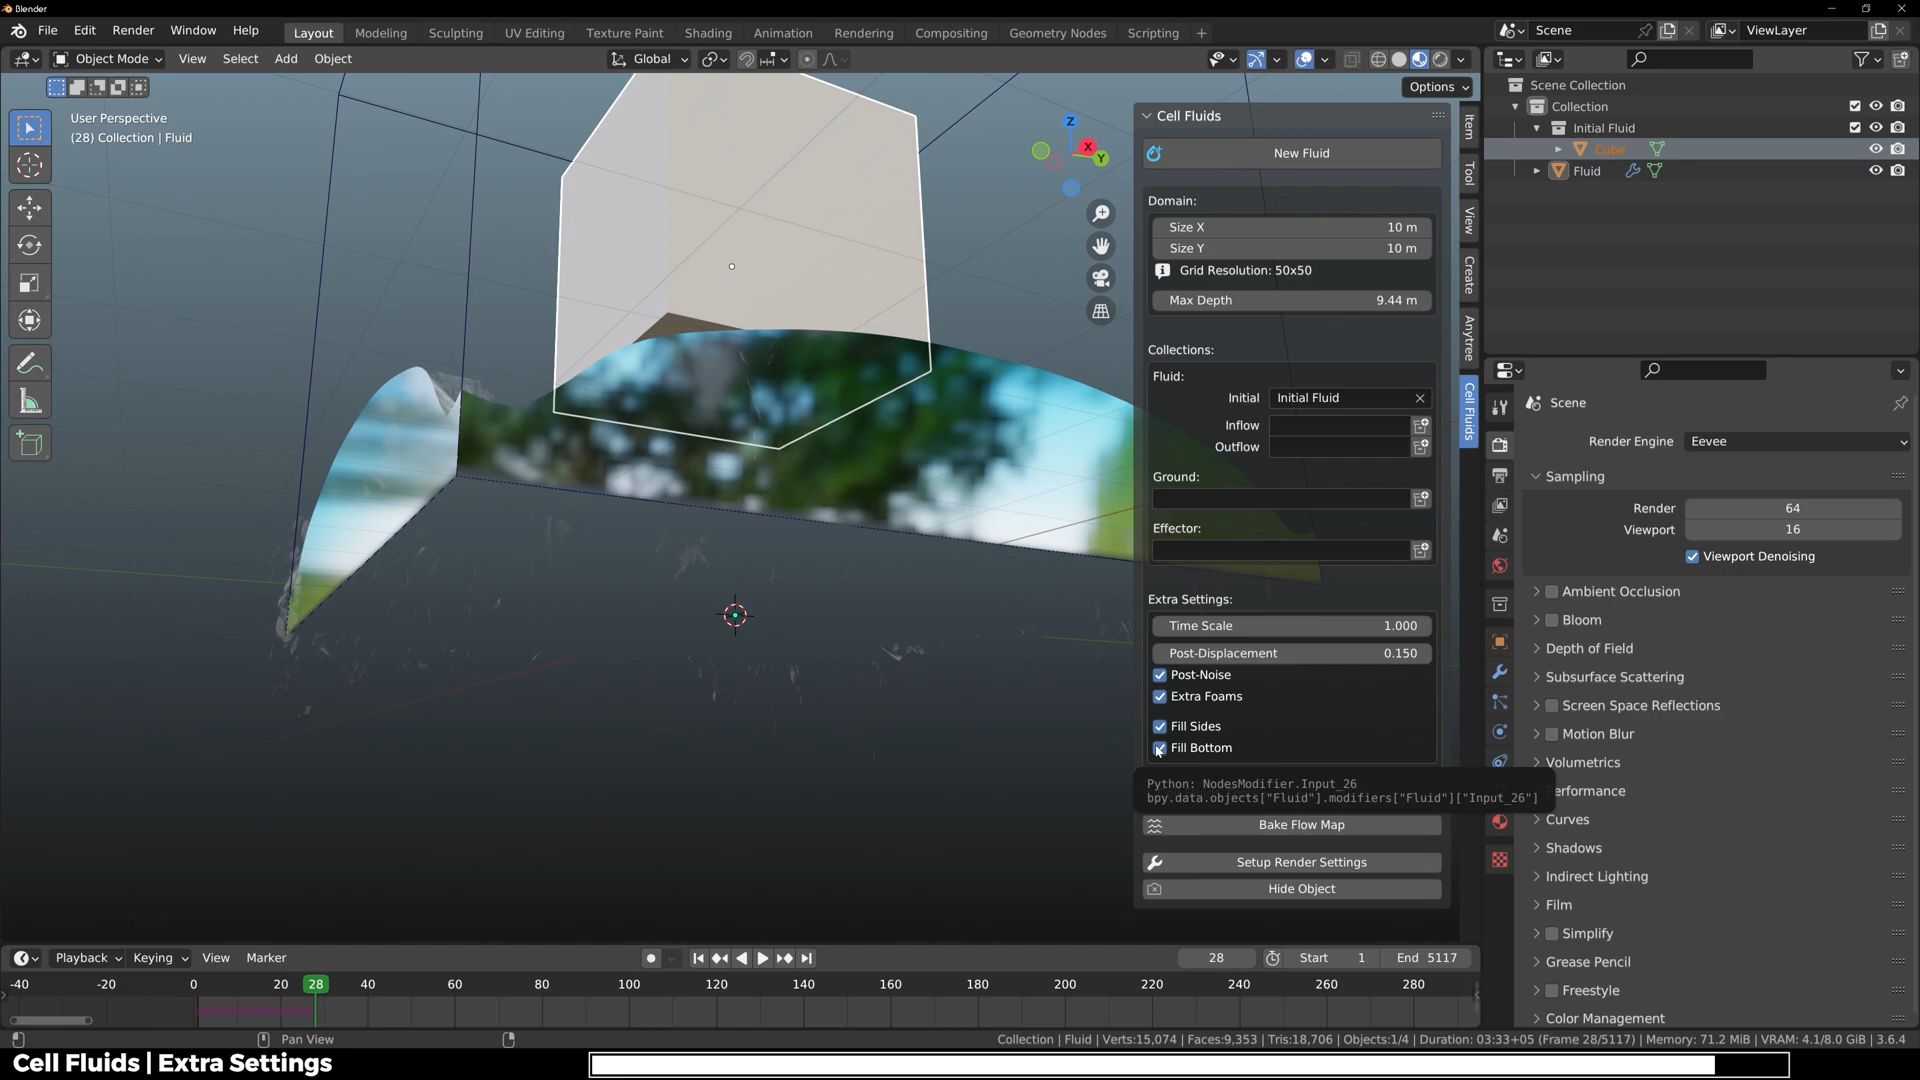 Blender
File Edit Render Window Help
Layout Modeling Sculpting UV Editing Texture Paint Shading Animation Rendering Compositing Geometry Nodes Scripting +
Scene
ViewLayer
Object Mode View Select Add Object
Global
Options
User Perspective
(28) Collection | Fluid
Z
X
Y
Cell Fluids
New Fluid
Domain:
Size X 10 m
Size Y 10 m
Grid Resolution: 50x50
Max Depth 9.44 m
Collections:
Fluid:
Initial Initial Fluid
Inflow
Outflow
Ground:
Effector:
Extra Settings:
Time Scale 1.000
Post-Displacement 0.150
Post-Noise
Extra Foams
Fill Sides
Fill Bottom
Python: NodesModifier.Input_26
bpy.data.objects["Fluid"].modifiers["Fluid"]["Input_26"]
Bake Flow Map
Setup Render Settings
Hide Object
Item
Tool
View
Create
Anytree
Cell Fluids
Scene Collection
Collection
Initial Fluid
Cube
Fluid
Scene
Render Engine Eevee
Sampling
Render 64
Viewport 16
Viewport Denoising
Ambient Occlusion
Bloom
Depth of Field
Subsurface Scattering
Screen Space Reflections
Motion Blur
Volumetrics
erformance
Curves
Shadows
Indirect Lighting
Film
Simplify
Grease Pencil
Freestyle
Color Management
Playback Keying View Marker
28 Start 1 End 5117
-40 -20 0 20 28 40 60 80 100 120 140 160 180 200 220 240 260 280
Pan View
Collection | Fluid | Verts:15,074 | Faces:9,353 | Tris:18,706 | Objects:1/4 | Duration: 03:33+05 (Frame 28/5117) | Memory: 71.2 MiB | VRAM: 4.1/8.0 GiB | 3.6.4
Cell Fluids | Extra Settings